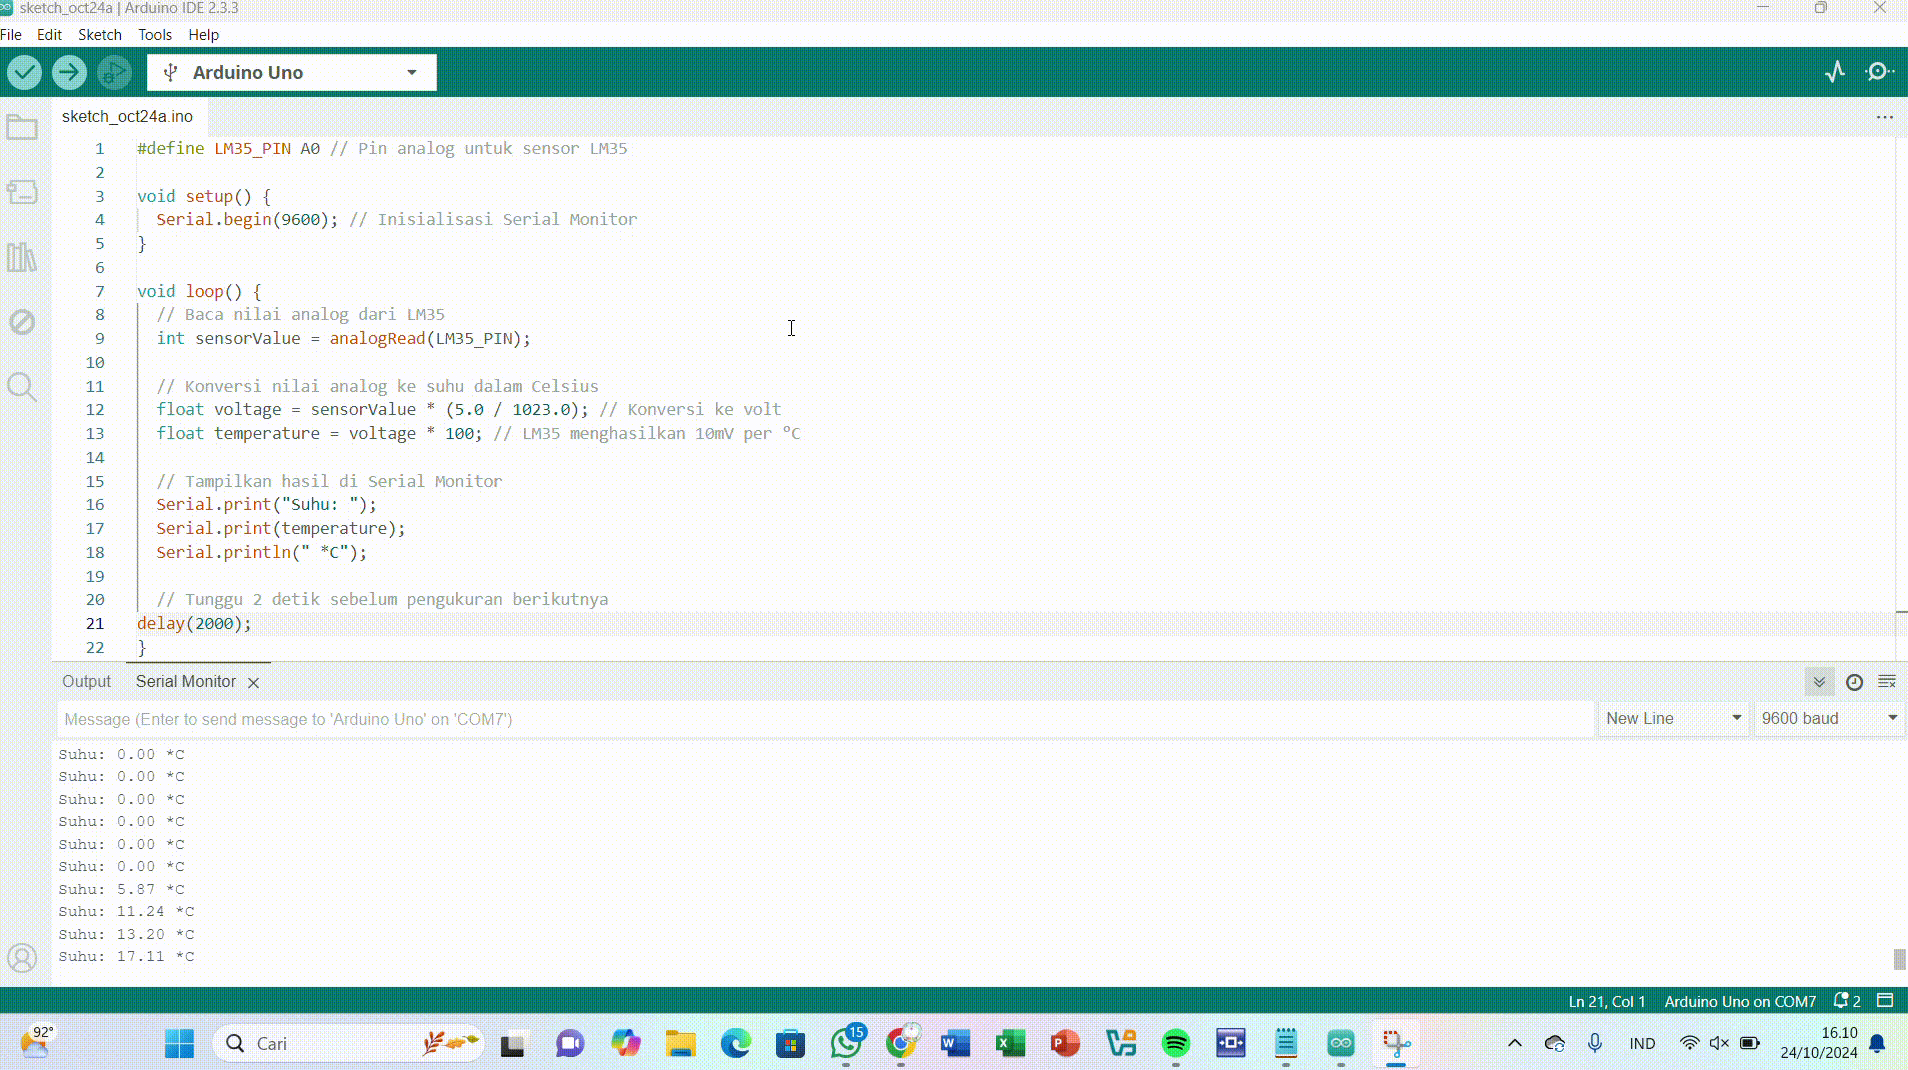 sketch_oct24a | Arduino IDE 2.3.3
File Edit Sketch Tools Help
Arduino Uno
sketch_oct24a.ino
1 #define LM35_PIN A0 // Pin analog untuk sensor LM35
2
3 void setup() {
4 Serial.begin(9600); // Inisialisasi Serial Monitor
5 }
6
7 void loop() {
8 // Baca nilai analog dari LM35
9 int sensorValue = analogRead(LM35_PIN);
10
11 // Konversi nilai analog ke suhu dalam Celsius
12 float voltage = sensorValue * (5.0 / 1023.0); // Konversi ke volt
13 float temperature = voltage * 100; // LM35 menghasilkan 10mV per °C
14
15 // Tampilkan hasil di Serial Monitor
16 Serial.print("Suhu: ");
17 Serial.print(temperature);
18 Serial.println(" *C");
19
20 // Tunggu 2 detik sebelum pengukuran berikutnya
21 delay(2000);
22 }
Output Serial Monitor
Message (Enter to send message to 'Arduino Uno' on 'COM7') New Line 9600 baud
Suhu: 0.00 *C
Suhu: 0.00 *C
Suhu: 0.00 *C
Suhu: 0.00 *C
Suhu: 0.00 *C
Suhu: 0.00 *C
Suhu: 5.87 *C
Suhu: 11.24 *C
Suhu: 13.20 *C
Suhu: 17.11 *C
Ln 21, Col 1 Arduino Uno on COM7 2
92° Cari 15 IND 16.10
24/10/2024